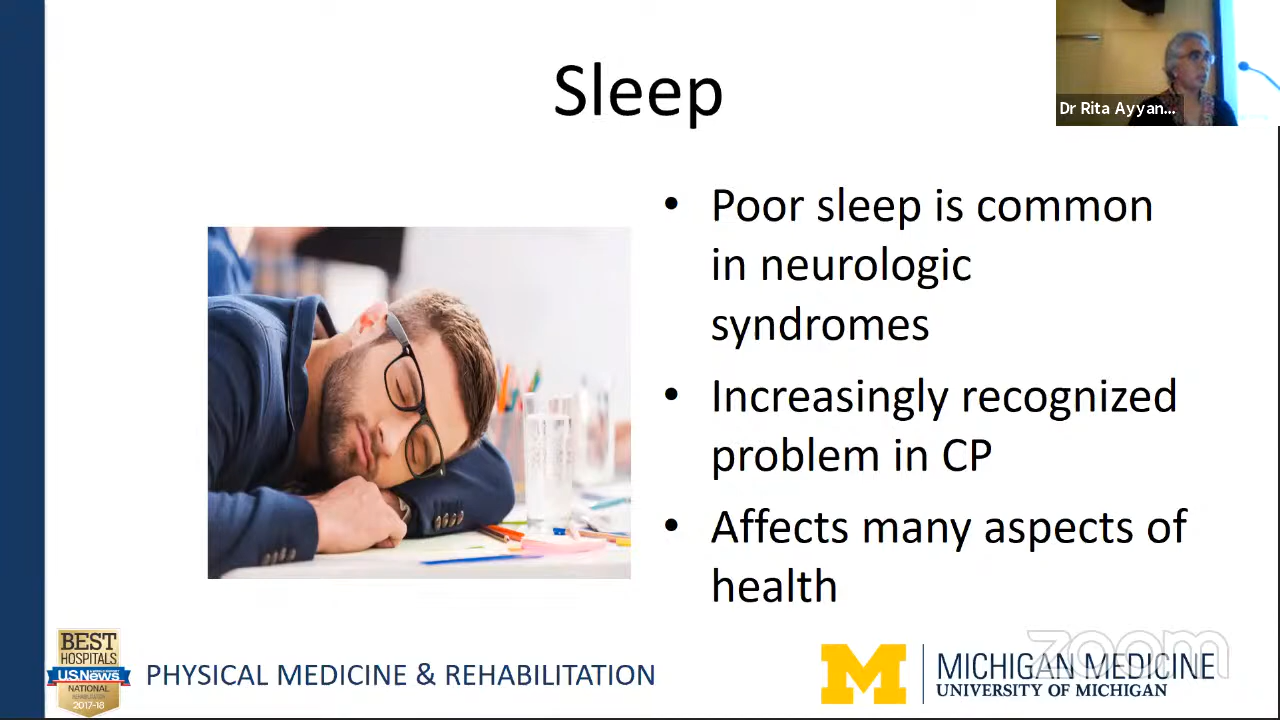 Sleep
Dr Rita Ayyan...
• Poor sleep is common
in neurologic
syndromes
• Increasingly recognized
problem in CP
• Affects many aspects of
health
BEST
HOSPITALS
U.S.News
NATIONAL
REHABILITATION
2017-18
PHYSICAL MEDICINE & REHABILITATION
M
MICHIGAN MEDICINE
UNIVERSITY OF MICHIGAN
zoom